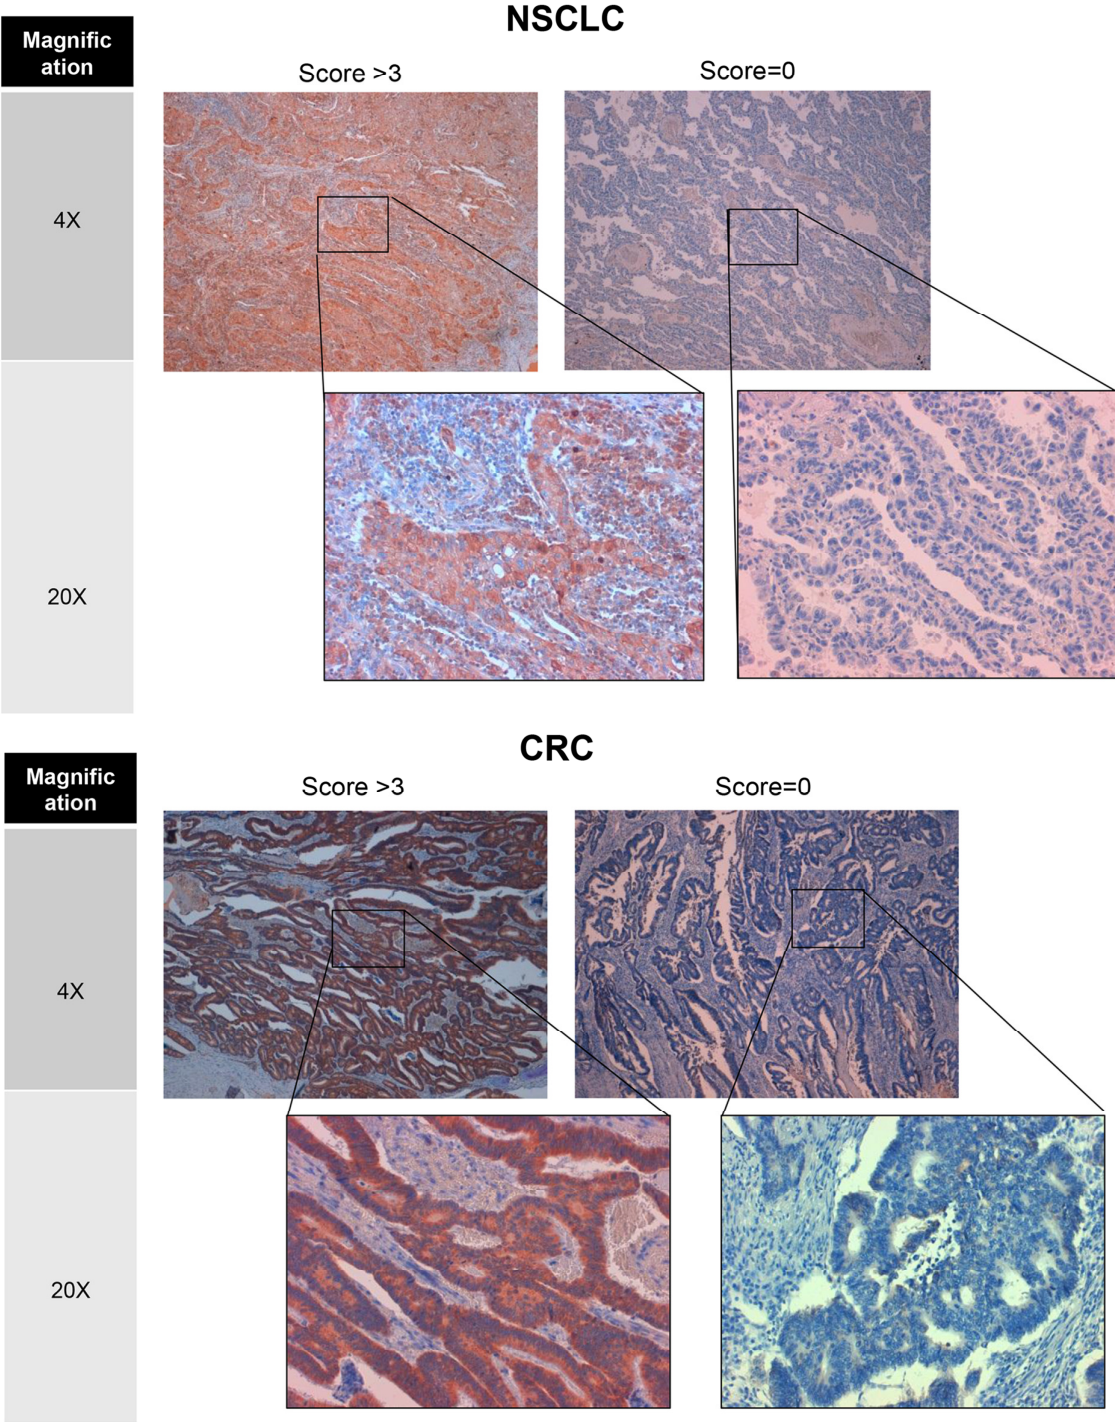 NSCLC
Magnific
ation
Score >3
Score=0
4X
20X
CRC
Magnific
ation
Score >3
Score=0
4X
20X